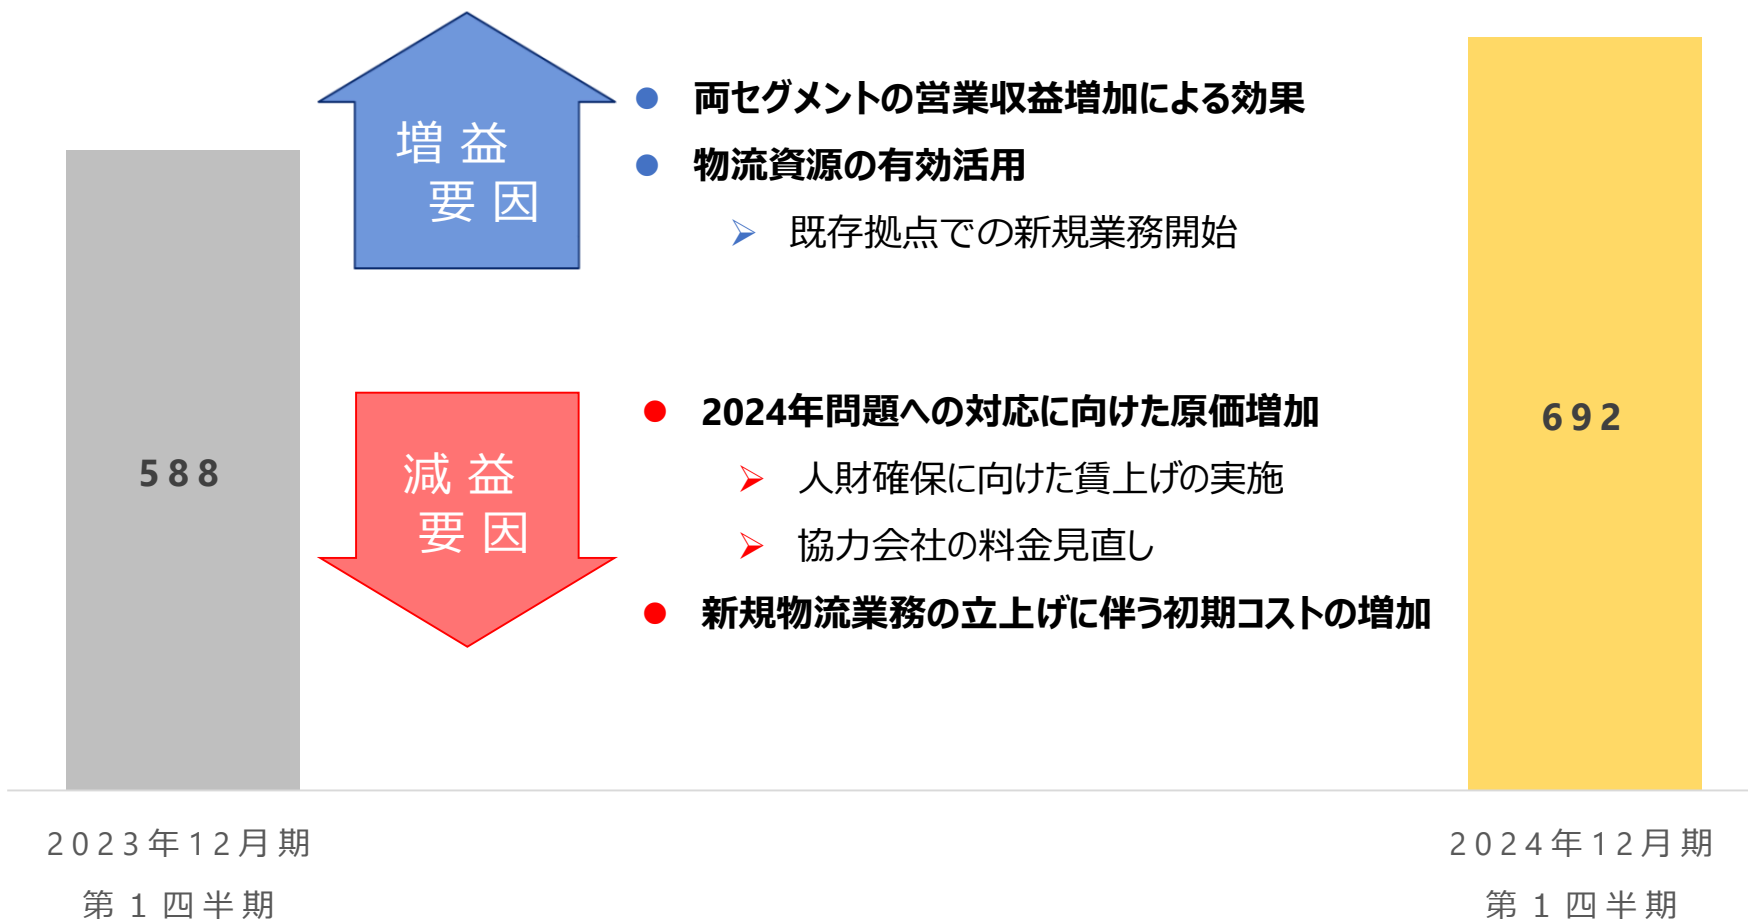 増益
要因
両セグメントの営業収益増加による効果
物流資源の有効活用
既存拠点での新規業務開始
減益
要因
2024年問題への対応に向けた原価増加
人財確保に向けた賃上げの実施
協力会社の料金見直し
新規物流業務の立上げに伴う初期コストの増加
588
692
2023年12月期
第1四半期
2024年12月期
第1四半期